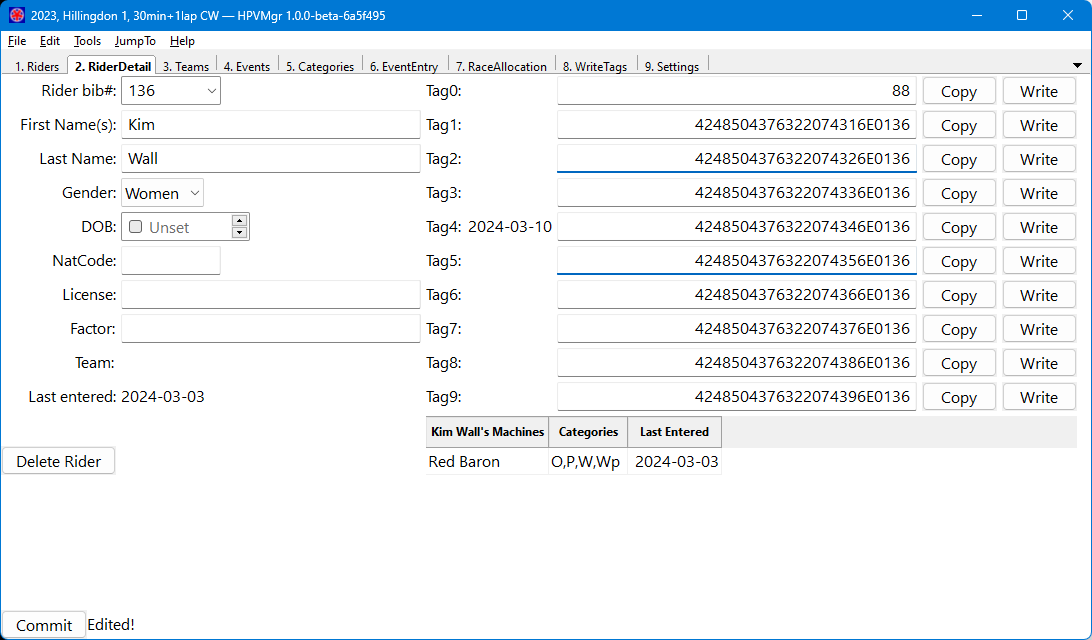 2023, Hillingdon 1, 30min+1lap CW — HPVMgr 1.0.0-beta-6a5f495
File Edit Tools JumpTo Help
1. Riders 2. RiderDetail 3. Teams 4. Events 5. Categories 6. EventEntry 7. RaceAllocation 8. WriteTags 9. Settings
Rider bib#: 136 Tag0: 88 Copy Write
First Name(s): Kim Tag1: 4248504376322074316E0136 Copy Write
Last Name: Wall Tag2: 4248504376322074326E0136 Copy Write
Gender: Women Tag3: 4248504376322074336E0136 Copy Write
DOB: Unset Tag4: 2024-03-10 4248504376322074346E0136 Copy Write
NatCode: Tag5: 4248504376322074356E0136 Copy Write
License: Tag6: 4248504376322074366E0136 Copy Write
Factor: Tag7: 4248504376322074376E0136 Copy Write
Team: Tag8: 4248504376322074386E0136 Copy Write
Last entered: 2024-03-03 Tag9: 4248504376322074396E0136 Copy Write
Kim Wall's Machines Categories Last Entered
Delete Rider Red Baron O,P,W,Wp 2024-03-03
Commit Edited!